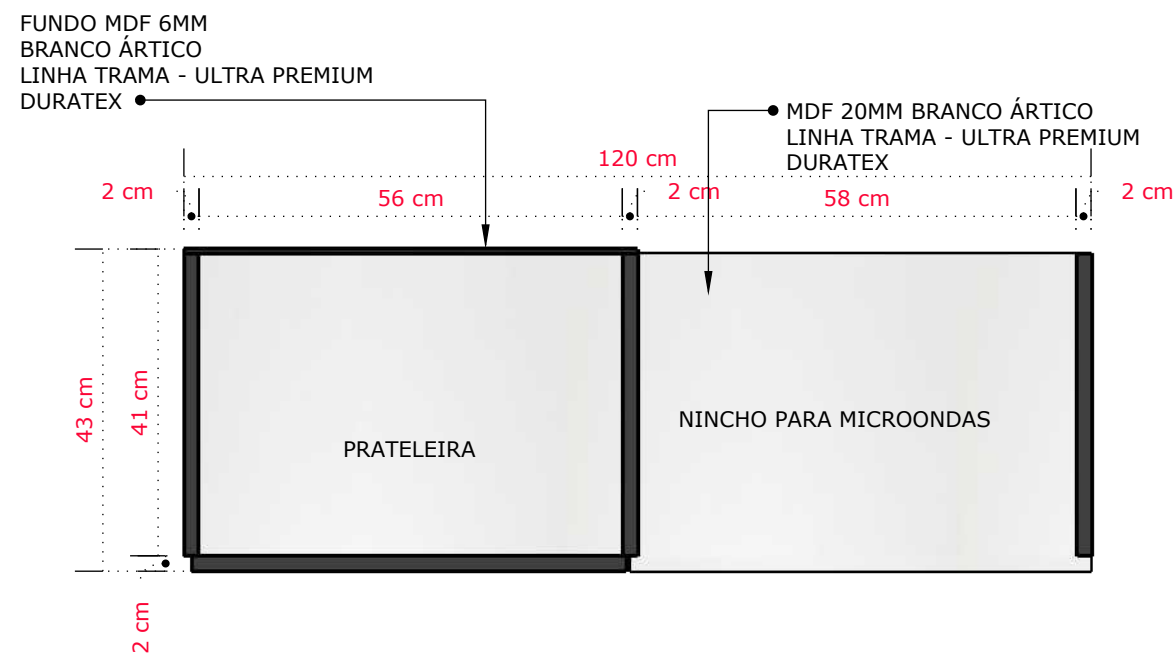 FUNDO MDF 6MM
BRANCO ÁRTICO
LINHA TRAMA - ULTRA PREMIUM
DURATEX
MDF 20MM BRANCO ÁRTICO
LINHA TRAMA - ULTRA PREMIUM
DURATEX
120 cm
2 cm
56 cm
2 cm
58 cm
2 cm
43 cm
41 cm
2 cm
PRATELEIRA
NINCHO PARA MICROONDAS